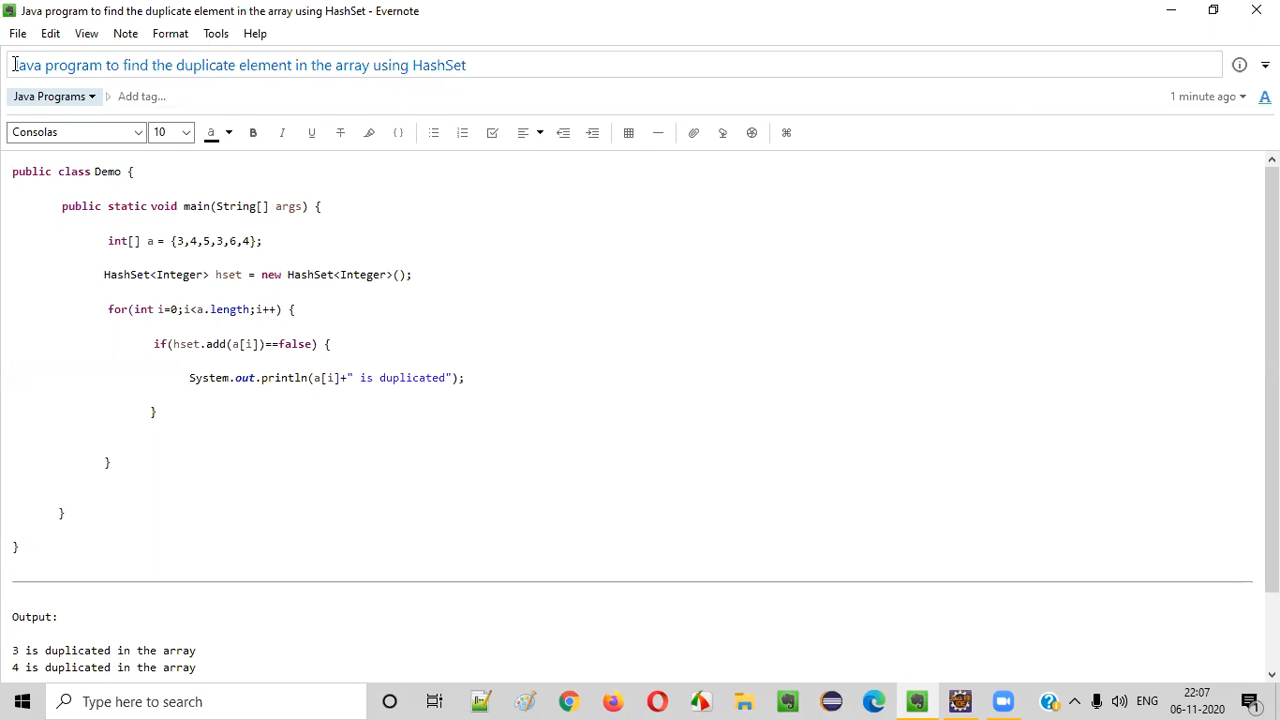 Java program to find the duplicate element in the array using HashSet - Evernote
File Edit View Note Format Tools Help
Java program to find the duplicate element in the array using HashSet
Java Programs Add tag... 1 minute ago
Consolas 10 a B I U T { }
public class Demo {
public static void main(String[] args) {
int[] a = {3,4,5,3,6,4};
HashSet<Integer> hset = new HashSet<Integer>();
for(int i=0;i<a.length;i++) {
if(hset.add(a[i])==false) {
System.out.println(a[i]+" is duplicated");
}
}
}
}
Output:
3 is duplicated in the array
4 is duplicated in the array
Type here to search ENG 22:07
06-11-2020